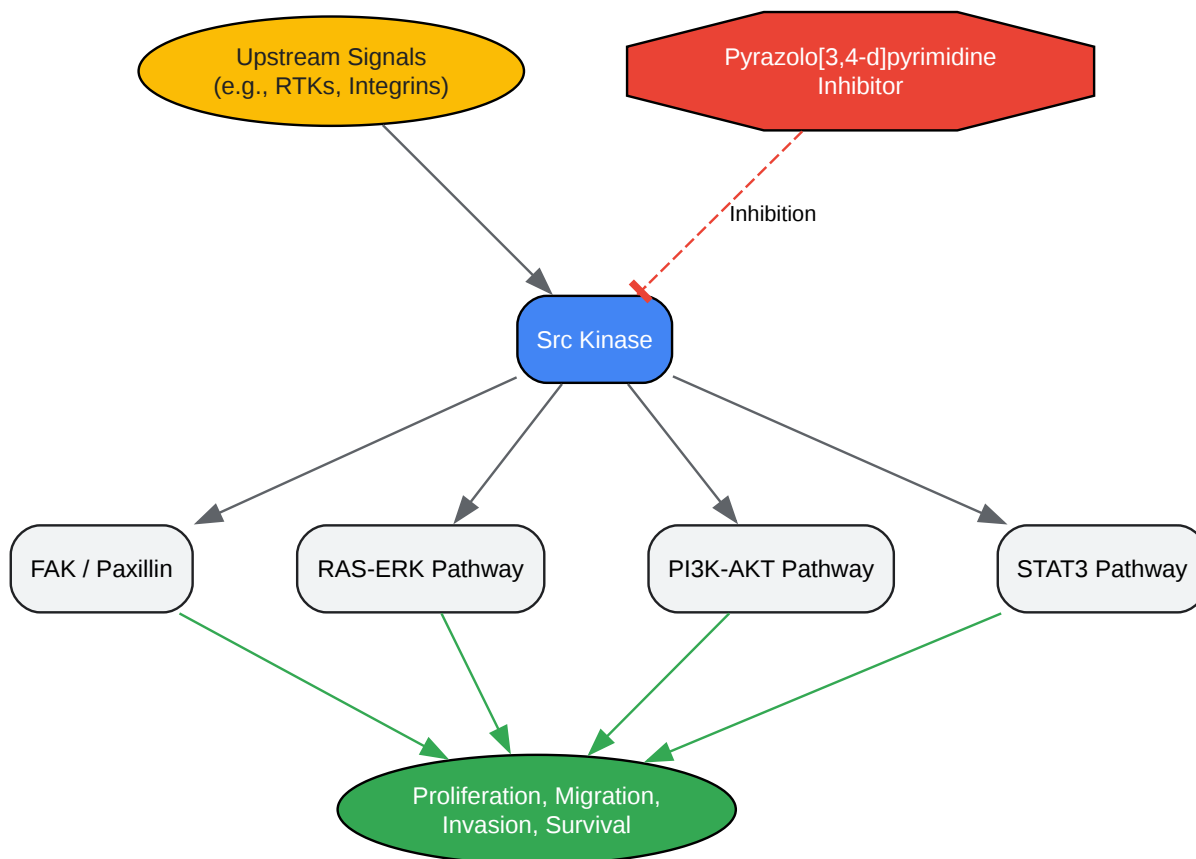 Upstream Signals
(e.g., RTKs, Integrins)
Pyrazolo[3,4-d]pyrimidine
Inhibitor
Inhibition
Src Kinase
FAK / Paxillin
RAS-ERK Pathway
PI3K-AKT Pathway
STAT3 Pathway
Proliferation, Migration,
Invasion, Survival